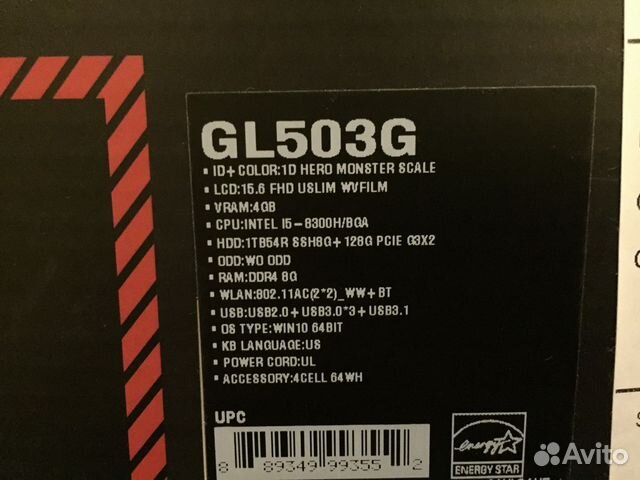 GL503G
• ID+ COLOR:1D HERO MONSTER SCALE
• LCD:15.6 FHD USLIM WVFILM
• VRAM:4GB
• CPU:INTEL I5-8300H/BGA
• HDD:1TB54R SSH8G+ 128G PCIE G3X2
• ODD:WO ODD
• RAM:DDR4 8G
• WLAN:802.11AC(2*2)_WW+BT
• USB:USB2.0+USB3.0*3+USB3.1
• OS TYPE:WIN10 64BIT
• KB LANGUAGE:US
• POWER CORD:UL
• ACCESSORY:4CELL 64WH
UPC
8 89349 99355 2
energy
ENERGY STAR
Avito